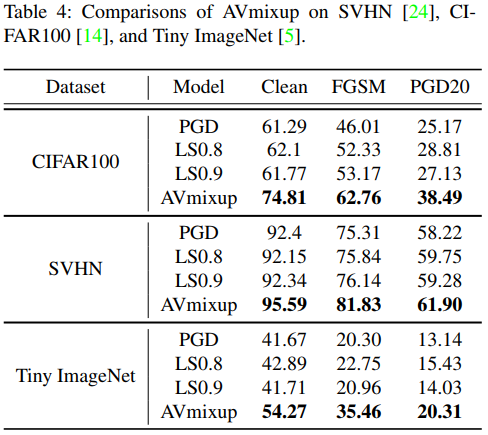 Table 4: Comparisons of AVmixup on SVHN [24], CI-
FAR100 [14], and Tiny ImageNet [5].
Dataset Model Clean FGSM PGD20
CIFAR100
PGD 61.29 46.01 25.17
LS0.8 62.1 52.33 28.81
LS0.9 61.77 53.17 27.13
AVmixup 74.81 62.76 38.49
SVHN
PGD 92.4 75.31 58.22
LS0.8 92.15 75.84 59.75
LS0.9 92.34 76.14 59.28
AVmixup 95.59 81.83 61.90
Tiny ImageNet
PGD 41.67 20.30 13.14
LS0.8 42.89 22.75 15.43
LS0.9 41.71 20.96 14.03
AVmixup 54.27 35.46 20.31